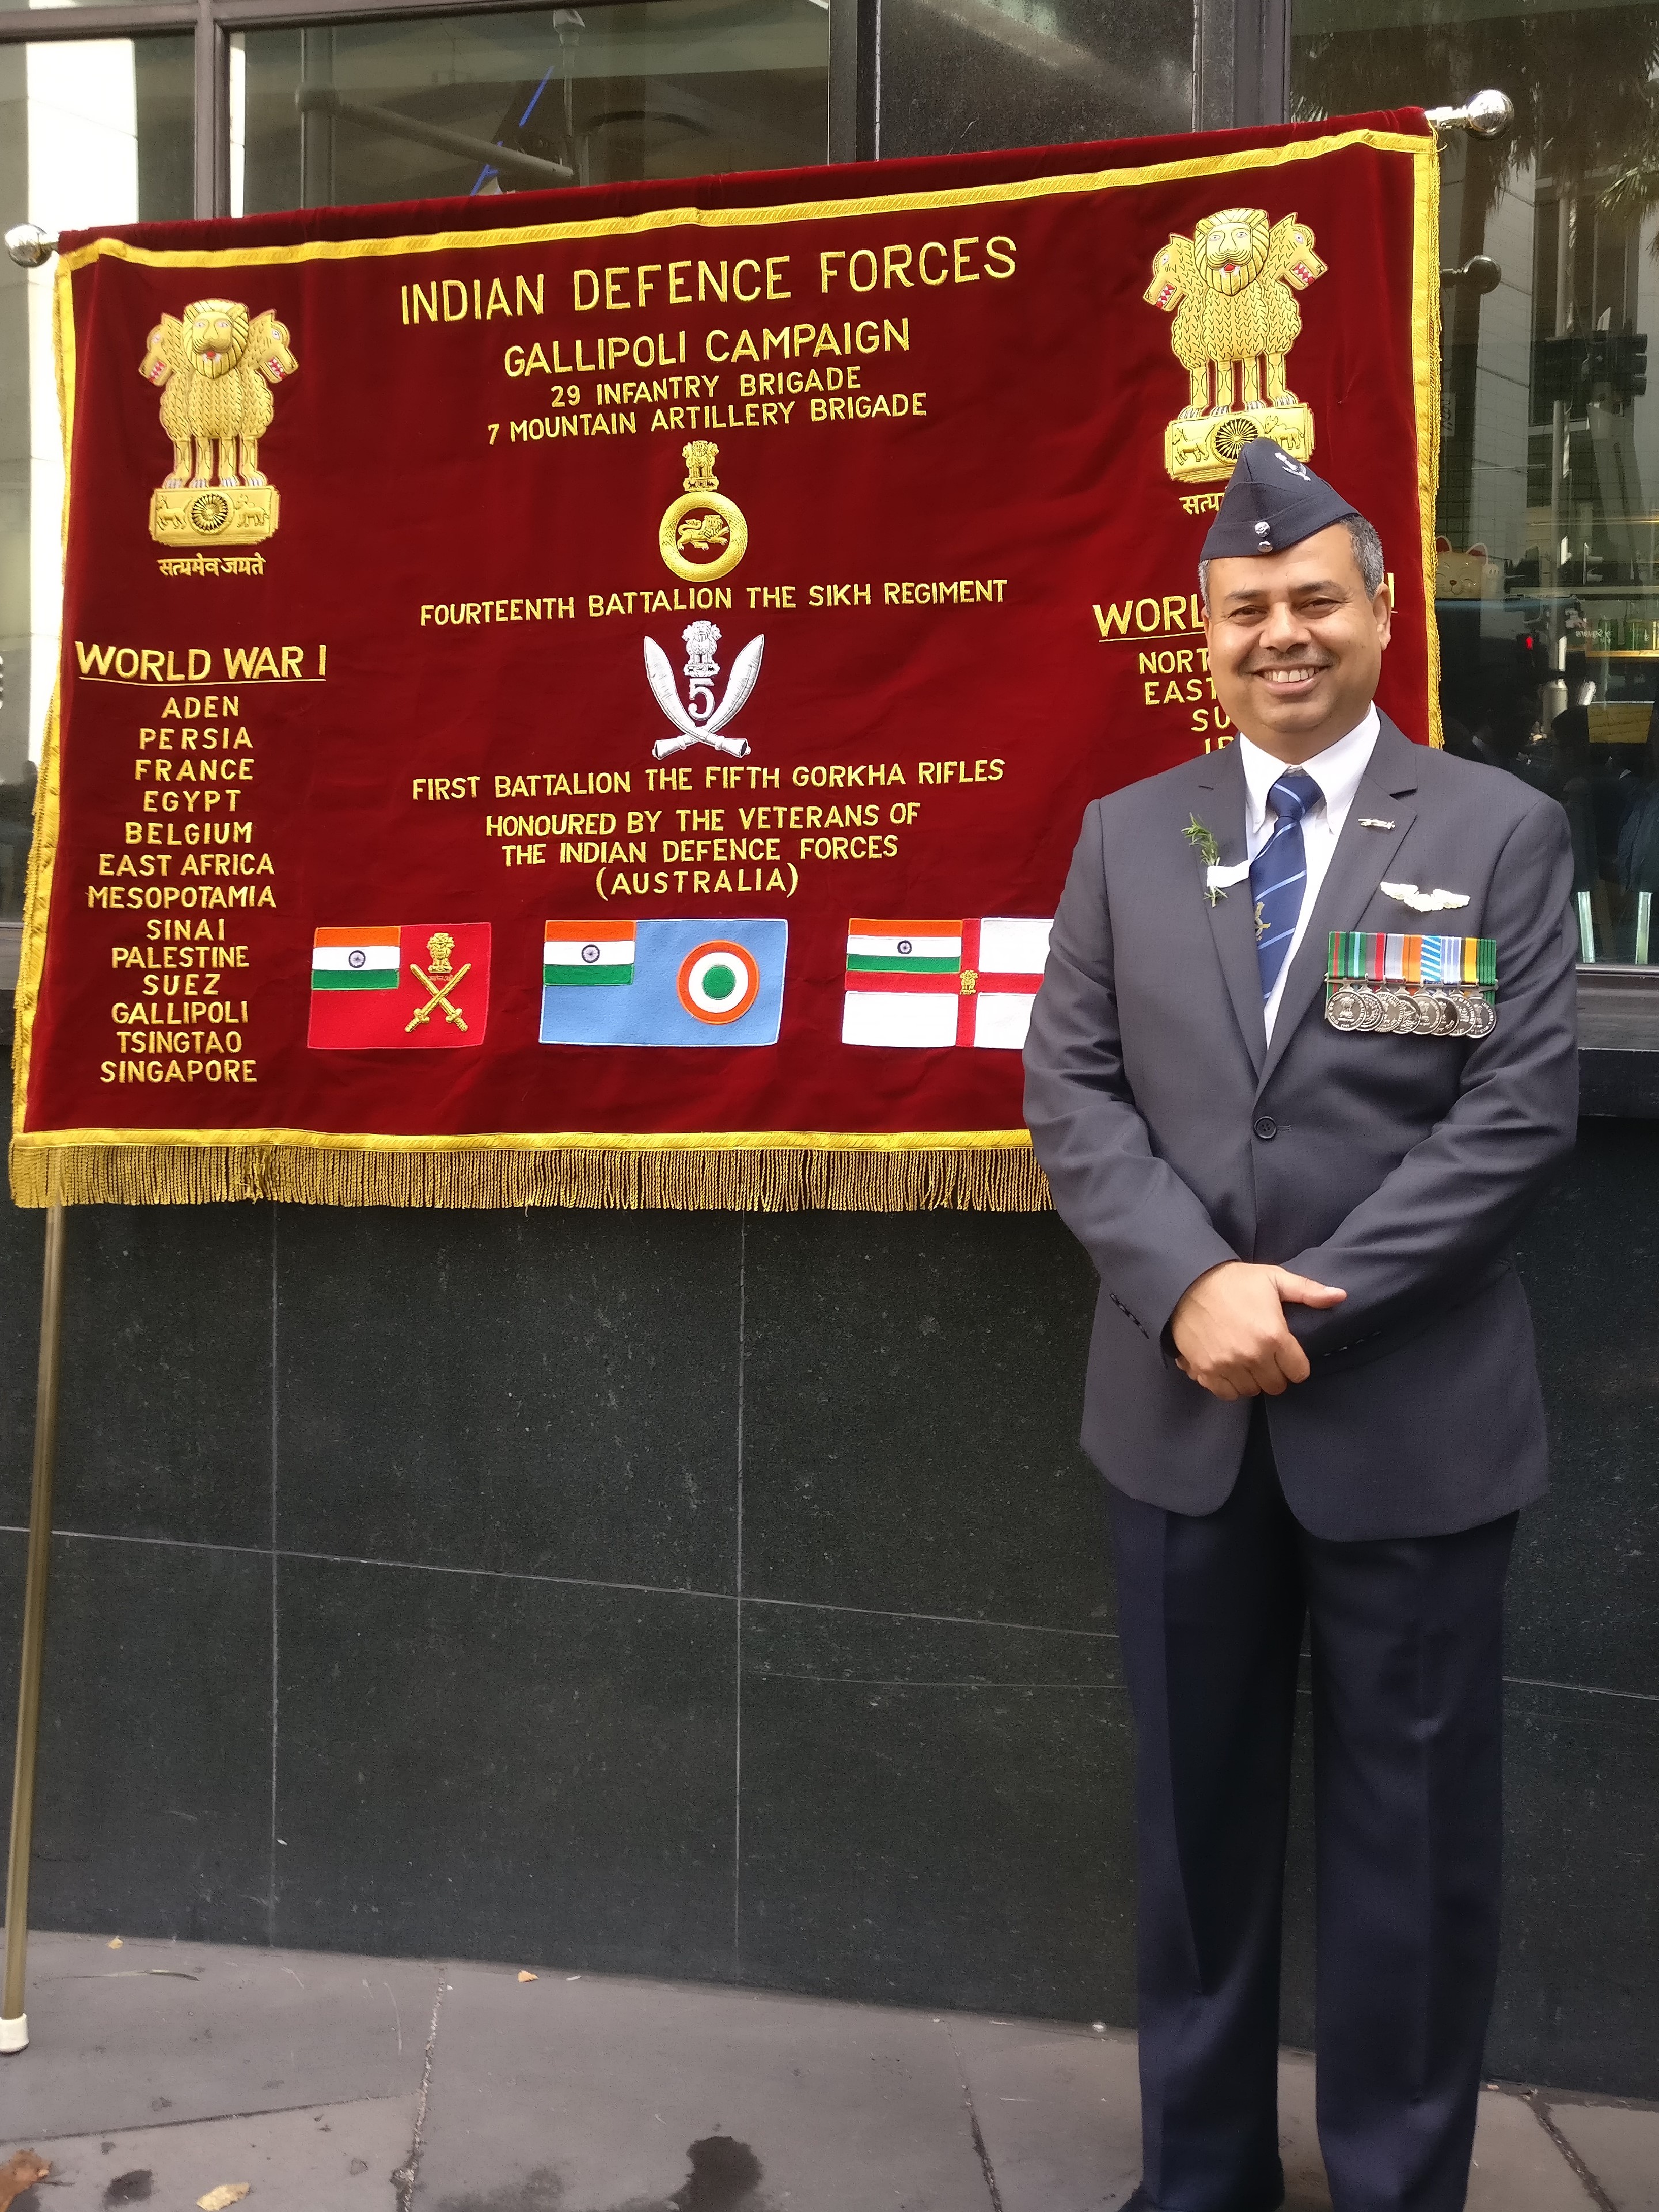 INDIAN DEFENCE FORCES
GALLIPOLI CAMPAIGN
29 INFANTRY BRIGADE
7 MOUNTAIN ARTILLERY BRIGADE
सत्यमेव जयते
FOURTEENTH BATTALION THE SIKH REGIMENT
5
FIRST BATTALION THE FIFTH GORKHA RIFLES
HONOURED BY THE VETERANS OF
THE INDIAN DEFENCE FORCES
(AUSTRALIA)
WORLD WAR I
ADEN
PERSIA
FRANCE
EGYPT
BELGIUM
EAST AFRICA
MESOPOTAMIA
SINAI
PALESTINE
SUEZ
GALLIPOLI
TSINGTAO
SINGAPORE